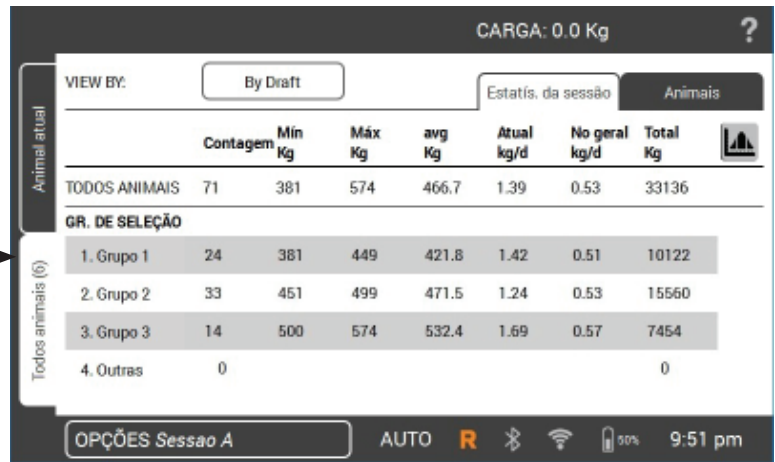 CARGA: 0.0 Kg ?
Animal atual
Todos animais (6)
VIEW BY: By Draft Estatís. da sessão Animais
Contagem Mín Kg Máx Kg avg Kg Atual kg/d No geral kg/d Total Kg
TODOS ANIMAIS 71 381 574 466.7 1.39 0.53 33136
GR. DE SELEÇÃO
1. Grupo 1 24 381 449 421.8 1.42 0.51 10122
2. Grupo 2 33 451 499 471.5 1.24 0.53 15560
3. Grupo 3 14 500 574 532.4 1.69 0.57 7454
4. Outras 0 0
OPÇÕES Sessao A AUTO R 50% 9:51 pm